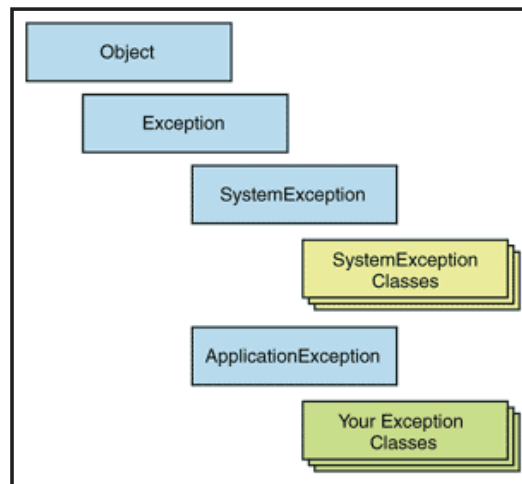 Object
Exception
SystemException
SystemException
Classes
ApplicationException
Your Exception
Classes